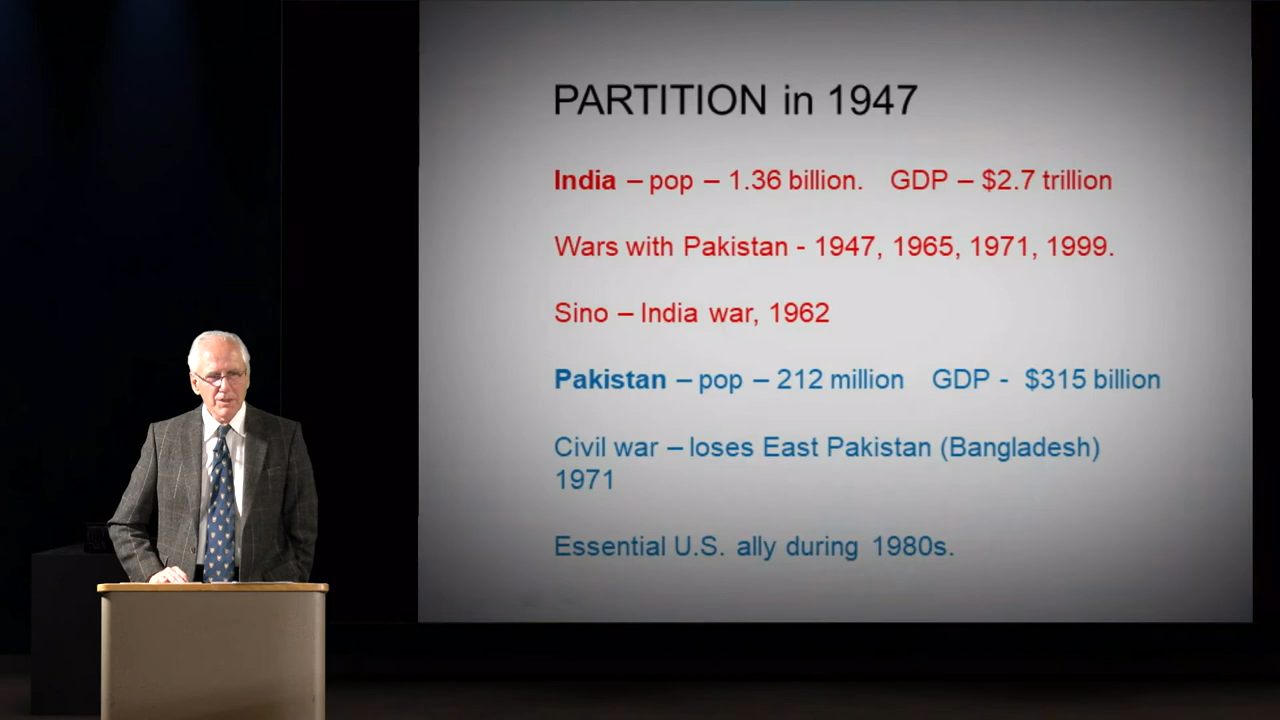 PARTITION in 1947
India – pop – 1.36 billion. GDP – $2.7 trillion
Wars with Pakistan - 1947, 1965, 1971, 1999.
Sino – India war, 1962
Pakistan – pop – 212 million GDP - $315 billion
Civil war – loses East Pakistan (Bangladesh)
1971
Essential U.S. ally during 1980s.